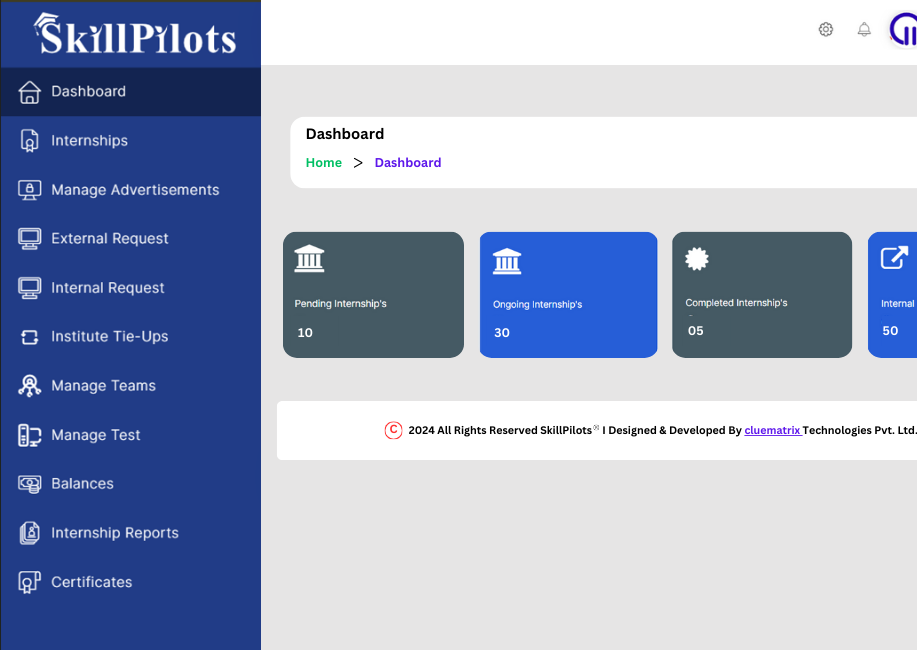 SkillPilots
Dashboard
Internships
Manage Advertisements
External Request
Internal Request
Institute Tie-Ups
Manage Teams
Manage Test
Balances
Internship Reports
Certificates
Dashboard
Home > Dashboard
Pending Internship's
10
Ongoing Internship's
30
Completed Internship's
-
05
Internal
50
© 2024 All Rights Reserved SkillPilots® I Designed & Developed By cluematrix Technologies Pvt. Ltd.